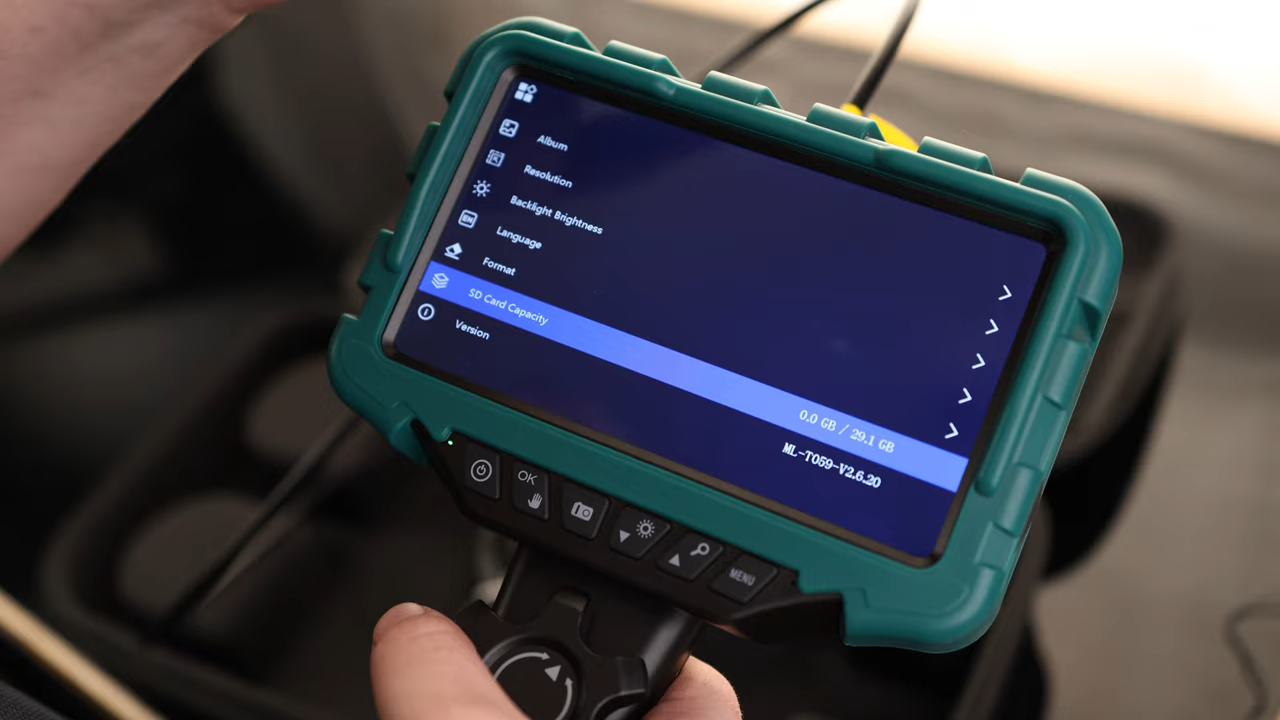 Album
Resolution
Backlight Brightness
EN
Language
Format
SD Card Capacity
0.0 GB / 29.1 GB
Version
ML-T059-V2.6.20
OK
MENU